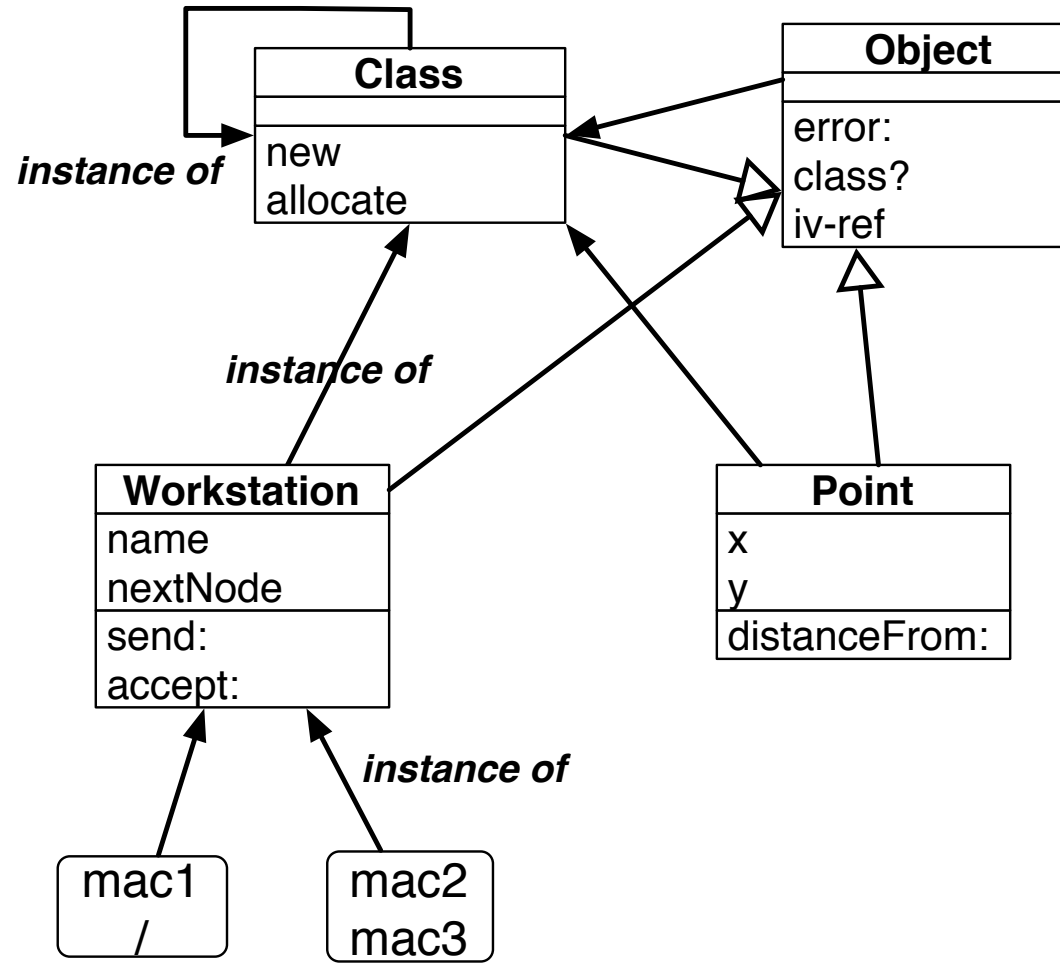 Class
new
allocate
Object
error:
class?
iv-ref
instance of
instance of
Workstation
name
nextNode
send:
accept:
Point
x
y
distanceFrom:
instance of
mac1
/
mac2
mac3